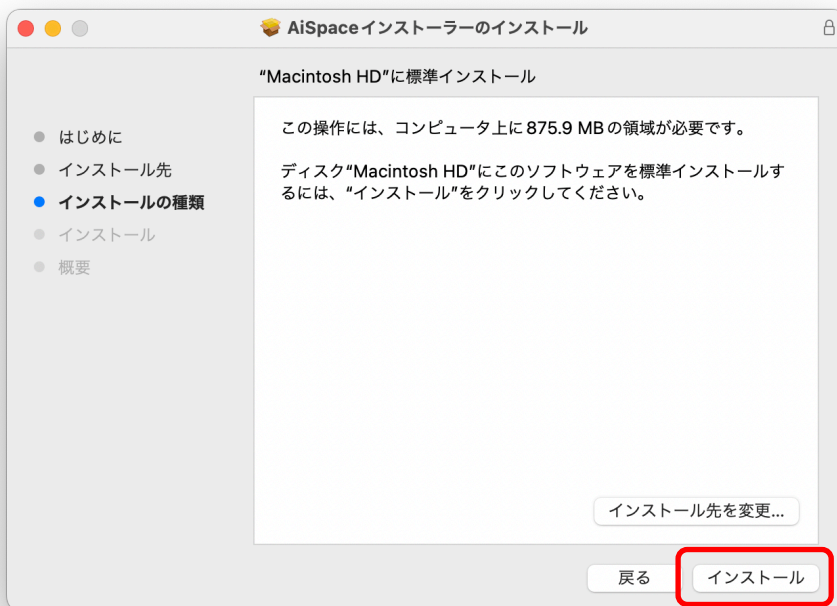 AiSpaceインストーラーのインストール
“Macintosh HD”に標準インストール
はじめに
インストール先
インストールの種類
インストール
概要
この操作には、コンピュータ上に875.9 MBの領域が必要です。
ディスク“Macintosh HD”にこのソフトウェアを標準インストールす
るには、“インストール”をクリックしてください。
インストール先を変更...
戻る
インストール